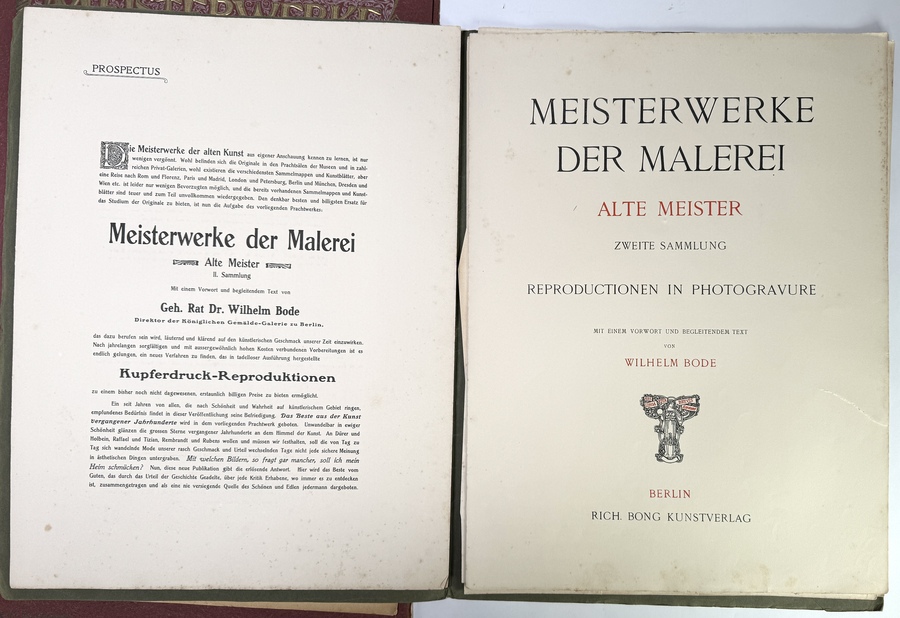 MEISTERWERKE
PROSPECTUS
Die Meisterwerke der alten Kunst aus eigener Anschauung kennen zu lernen, ist nur
wenigen vergönnt. Wohl befinden sich die Originale in den Prachtsälen der Museen und in zahl-
reichen Privat-Galerien, wohl existieren die verschiedensten Sammelmappen und Kunstblätter, aber
eine Reise nach Rom und Florenz, Paris und Madrid, London und Petersburg, Berlin und München, Dresden und
Wien etc. ist leider nur wenigen Bevorzugten möglich, und die bereits vorhandenen Sammelmappen und Kunst-
blätter sind teuer und zum Teil unvollkommen wiedergegeben. Den denkbar besten und billigsten Ersatz für
das Studium der Originale zu bieten, ist nun die Aufgabe des vorliegenden Prachtwerkes
Meisterwerke der Malerei
Alte Meister
II. Sammlung
Mit einem Vorwort und begleitendem Text von
Geh. Rat Dr. Wilhelm Bode
Direktor der Königlichen Gemälde-Galerie zu Berlin,
das dazu berufen sein wird, läuternd und klärend auf den künstlerischen Geschmack unserer Zeit einzuwirken.
Nach jahrelangen sorgfältigen und mit aussergewöhnlich hohen Kosten verbundenen Vorbereitungen ist es
endlich gelungen, ein neues Verfahren zu finden, das in tadelloser Ausführung hergestellte
Kupferdruck-Reproduktionen
zu einem bisher noch nicht dagewesenen, erstaunlich billigen Preise zu bieten ermöglicht.
Ein seit Jahren von allen, die nach Schönheit und Wahrheit auf künstlerischem Gebiet ringen,
empfundenes Bedürfnis findet in dieser Veröffentlichung seine Befriedigung. Das Beste aus der Kunst
vergangener Jahrhunderte wird in dem vorliegenden Prachtwerk geboten. Unwandelbar in ewiger
Schönheit glänzen die grossen Sterne vergangener Jahrhunderte an dem Himmel der Kunst. An Dürer und
Holbein, Raffael und Tizian, Rembrandt und Rubens wollen und müssen wir festhalten, soll die von Tag zu
Tag sich wandelnde Mode unserer rasch Geschmack und Urteil wechselnden Tage nicht jede sichere Meinung
in ästhetischen Dingen untergraben. Mit welchen Bildern, so fragt gar mancher, soll ich mein
Heim schmücken? Nun, diese neue Publikation gibt die erlösende Antwort. Hier wird das Beste vom
Guten, das durch das Urteil der Geschichte Geadelte, über jede Kritik Erhabene, wo immer es zu entdecken
ist, zusammengetragen und als eine nie versiegende Quelle des Schönen und Edlen jedermann dargeboten.
MEISTERWERKE
DER MALEREI
ALTE MEISTER
ZWEITE SAMMLUNG
REPRODUCTIONEN IN PHOTOGRAVURE
MIT EINEM VORWORT UND BEGLEITENDEM TEXT
VON
WILHELM BODE
BERLIN
RICH. BONG KUNSTVERLAG